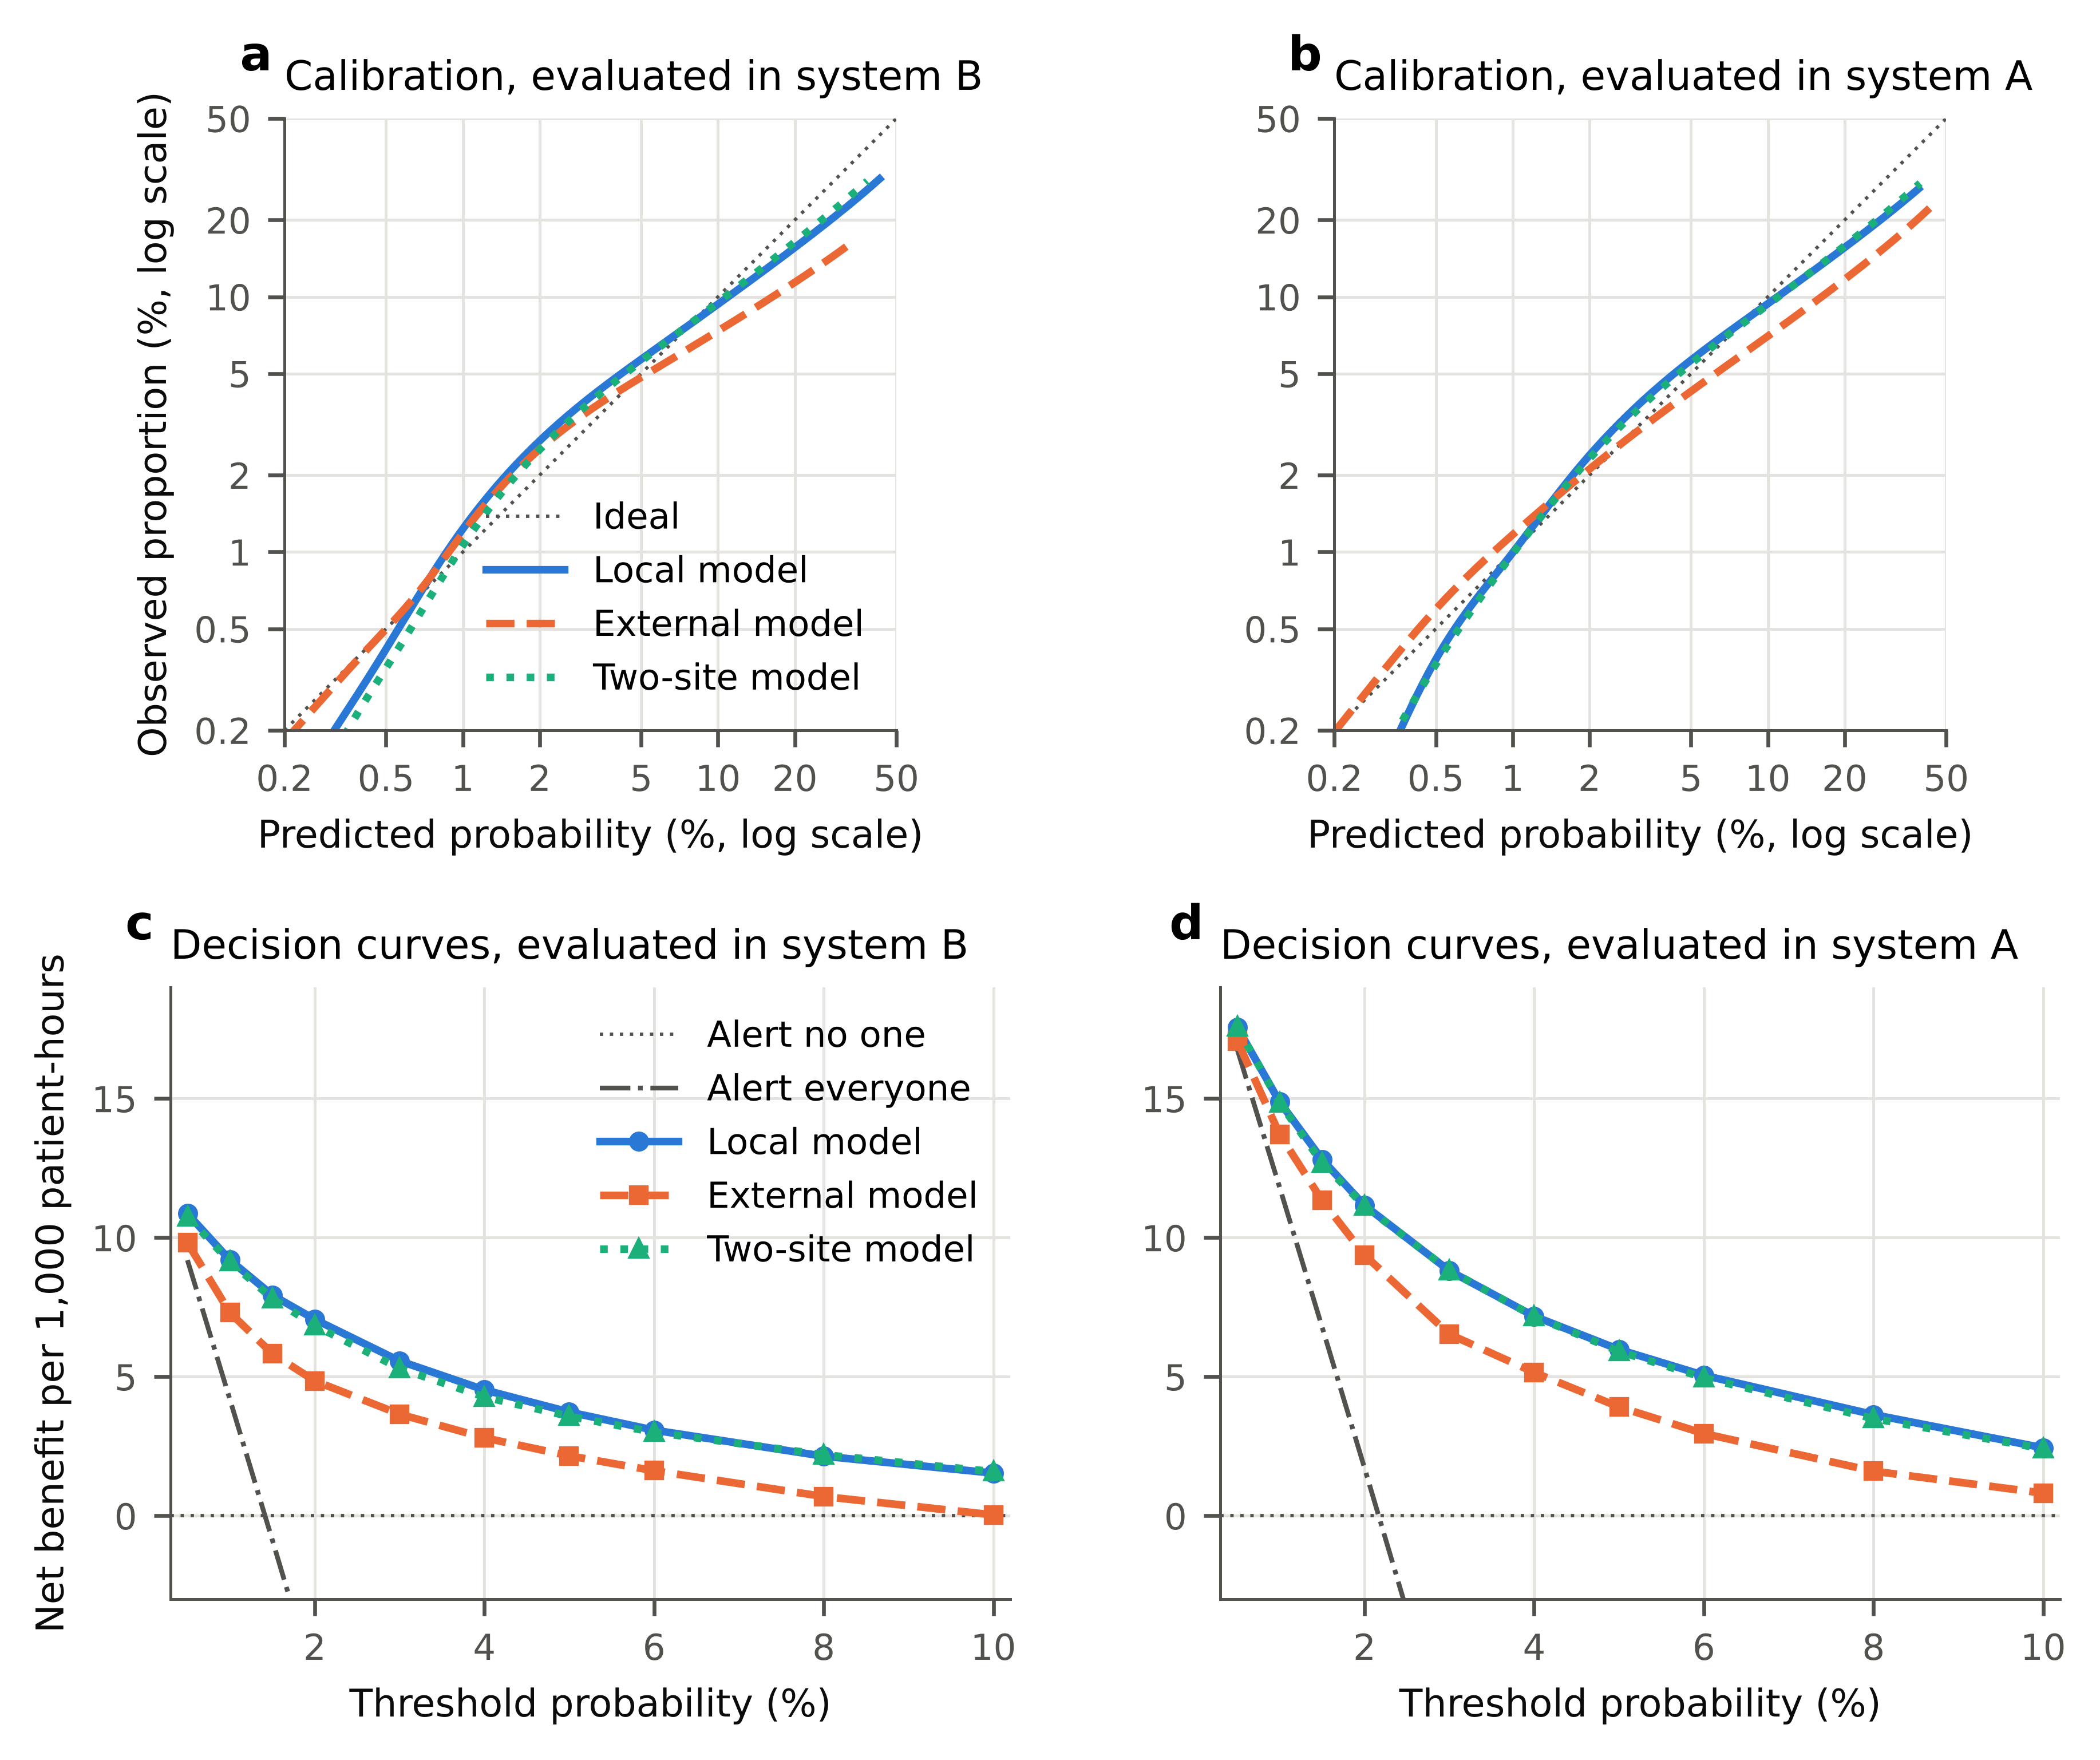 a
Calibration, evaluated in system B
Observed proportion (%, log scale)
50
20
10
5
2
1
0.5
0.2
0.2 0.5 1 2 5 10 20 50
Predicted probability (%, log scale)
Ideal
Local model
External model
Two-site model
b
Calibration, evaluated in system A
50
20
10
5
2
1
0.5
0.2
0.2 0.5 1 2 5 10 20 50
Predicted probability (%, log scale)
c
Decision curves, evaluated in system B
Net benefit per 1,000 patient-hours
15
10
5
0
2 4 6 8 10
Threshold probability (%)
Alert no one
Alert everyone
Local model
External model
Two-site model
d
Decision curves, evaluated in system A
15
10
5
0
2 4 6 8 10
Threshold probability (%)